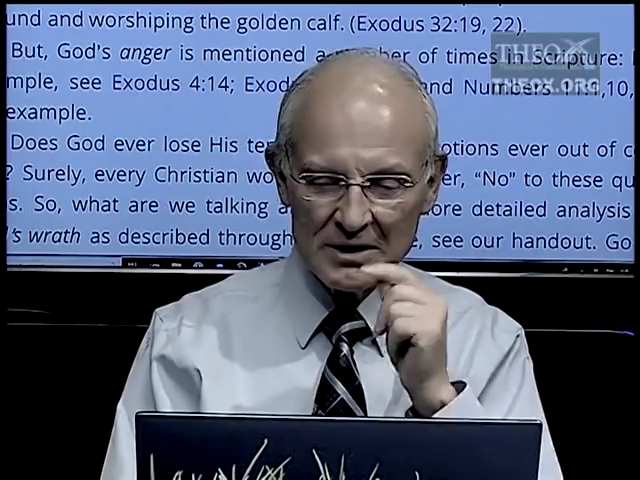 und and worshiping the golden calf. (Exodus 32:19, 22).
But, God's anger is mentioned a of times in Scripture:
mple, see Exodus 4:14; Exod and Numbers 11:1,10,
example.
Does God ever lose His te otions ever out of c
? Surely, every Christian wo er, "No" to these qu
s. So, what are we talking a ore detailed analysis
's wrath as described through e, see our handout. Go
THEOX
THEOX.ORG